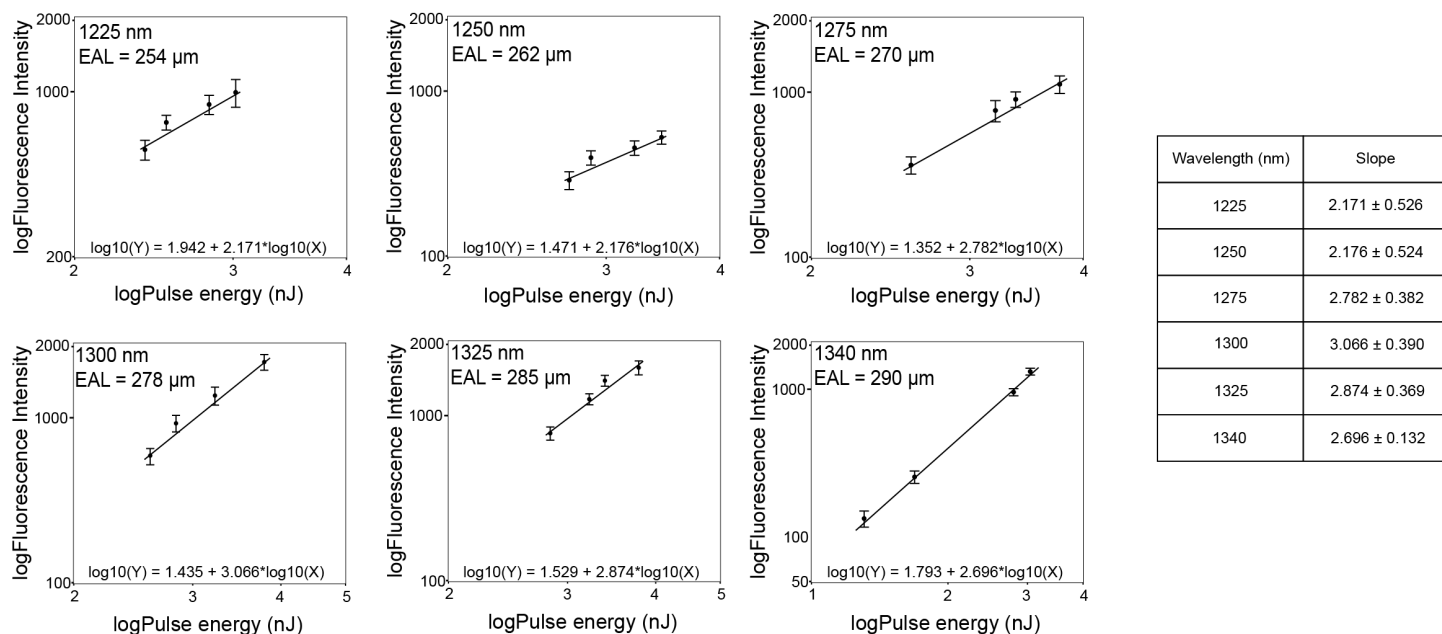 logFluorescence Intensity
2000
1000
200
1225 nm
EAL = 254 µm
log10(Y) = 1.942 + 2.171*log10(X)
2
3
4
logPulse energy (nJ)
logFluorescence Intensity
2000
1000
100
1250 nm
EAL = 262 µm
log10(Y) = 1.471 + 2.176*log10(X)
2
3
4
logPulse energy (nJ)
logFluorescence Intensity
2000
1000
100
1275 nm
EAL = 270 µm
log10(Y) = 1.352 + 2.782*log10(X)
2
3
4
logPulse energy (nJ)
logFluorescence Intensity
2000
1000
100
1300 nm
EAL = 278 µm
log10(Y) = 1.435 + 3.066*log10(X)
2
3
4
5
logPulse energy (nJ)
logFluorescence Intensity
2000
1000
100
1325 nm
EAL = 285 µm
log10(Y) = 1.529 + 2.874*log10(X)
2
3
4
5
logPulse energy (nJ)
logFluorescence Intensity
2000
1000
100
50
1340 nm
EAL = 290 µm
log10(Y) = 1.793 + 2.696*log10(X)
1
2
3
4
logPulse energy (nJ)
Wavelength (nm) Slope
1225 2.171 ± 0.526
1250 2.176 ± 0.524
1275 2.782 ± 0.382
1300 3.066 ± 0.390
1325 2.874 ± 0.369
1340 2.696 ± 0.132